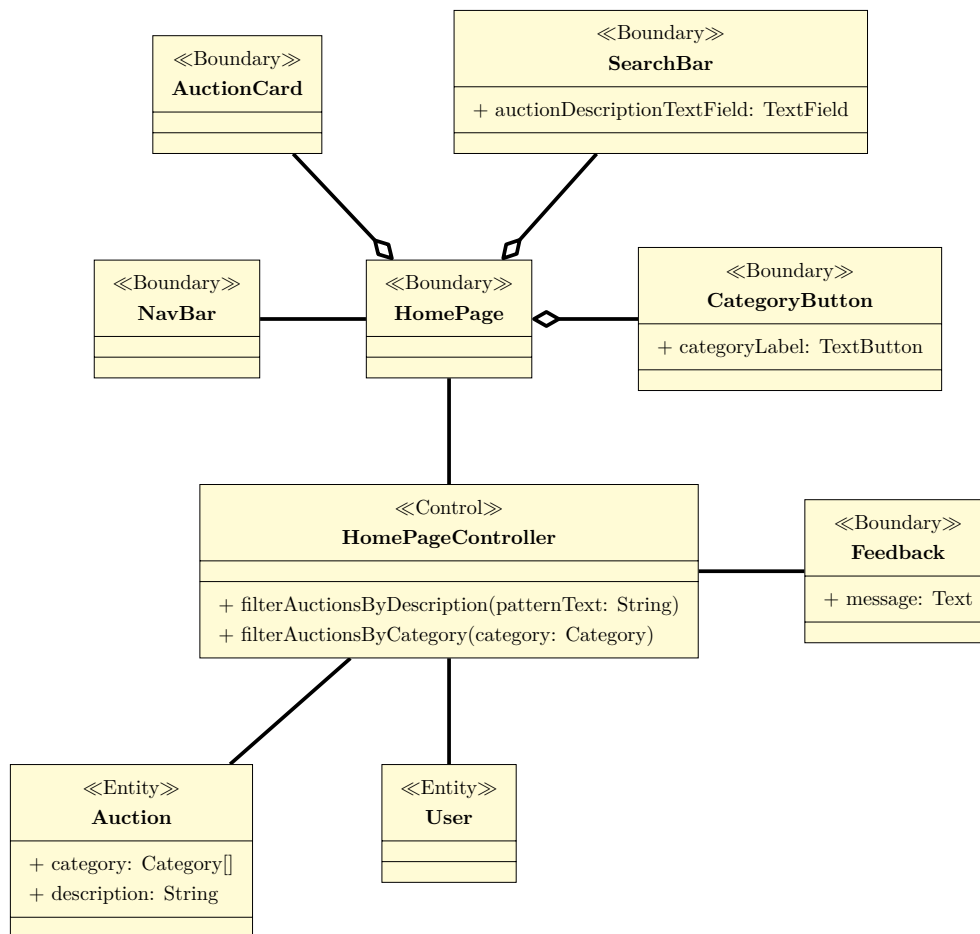 ≪Boundary≫
AuctionCard
≪Boundary≫
SearchBar
+ auctionDescriptionTextField: TextField
≪Boundary≫
NavBar
≪Boundary≫
HomePage
≪Boundary≫
CategoryButton
+ categoryLabel: TextButton
≪Control≫
HomePageController
+ filterAuctionsByDescription(patternText: String)
+ filterAuctionsByCategory(category: Category)
≪Boundary≫
Feedback
+ message: Text
≪Entity≫
Auction
+ category: Category[]
+ description: String
≪Entity≫
User